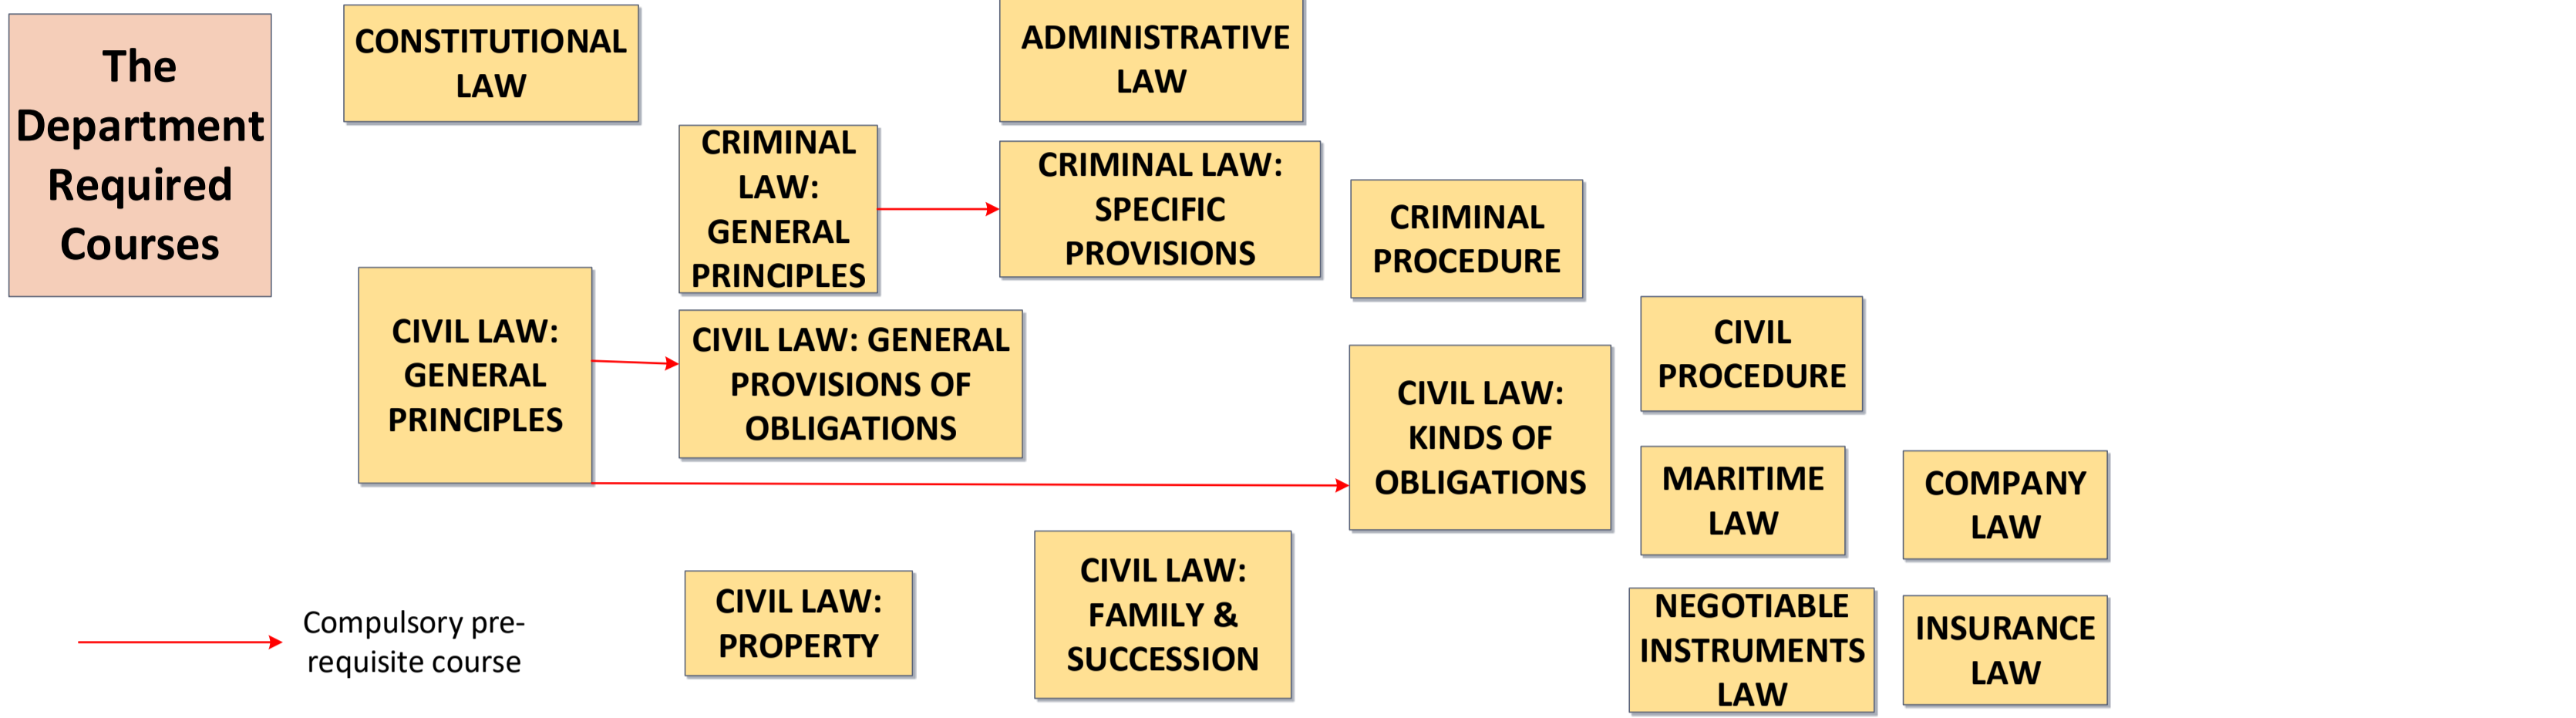 The
Department
Required
Courses
CONSTITUTIONAL
LAW
ADMINISTRATIVE
LAW
CRIMINAL
LAW:
GENERAL
PRINCIPLES
CRIMINAL LAW:
SPECIFIC
PROVISIONS
CRIMINAL
PROCEDURE
CIVIL LAW:
GENERAL
PRINCIPLES
CIVIL LAW: GENERAL
PROVISIONS OF
OBLIGATIONS
CIVIL LAW:
KINDS OF
OBLIGATIONS
CIVIL
PROCEDURE
MARITIME
LAW
COMPANY
LAW
CIVIL LAW:
PROPERTY
CIVIL LAW:
FAMILY &
SUCCESSION
NEGOTIABLE
INSTRUMENTS
LAW
INSURANCE
LAW
Compulsory pre-
requisite course